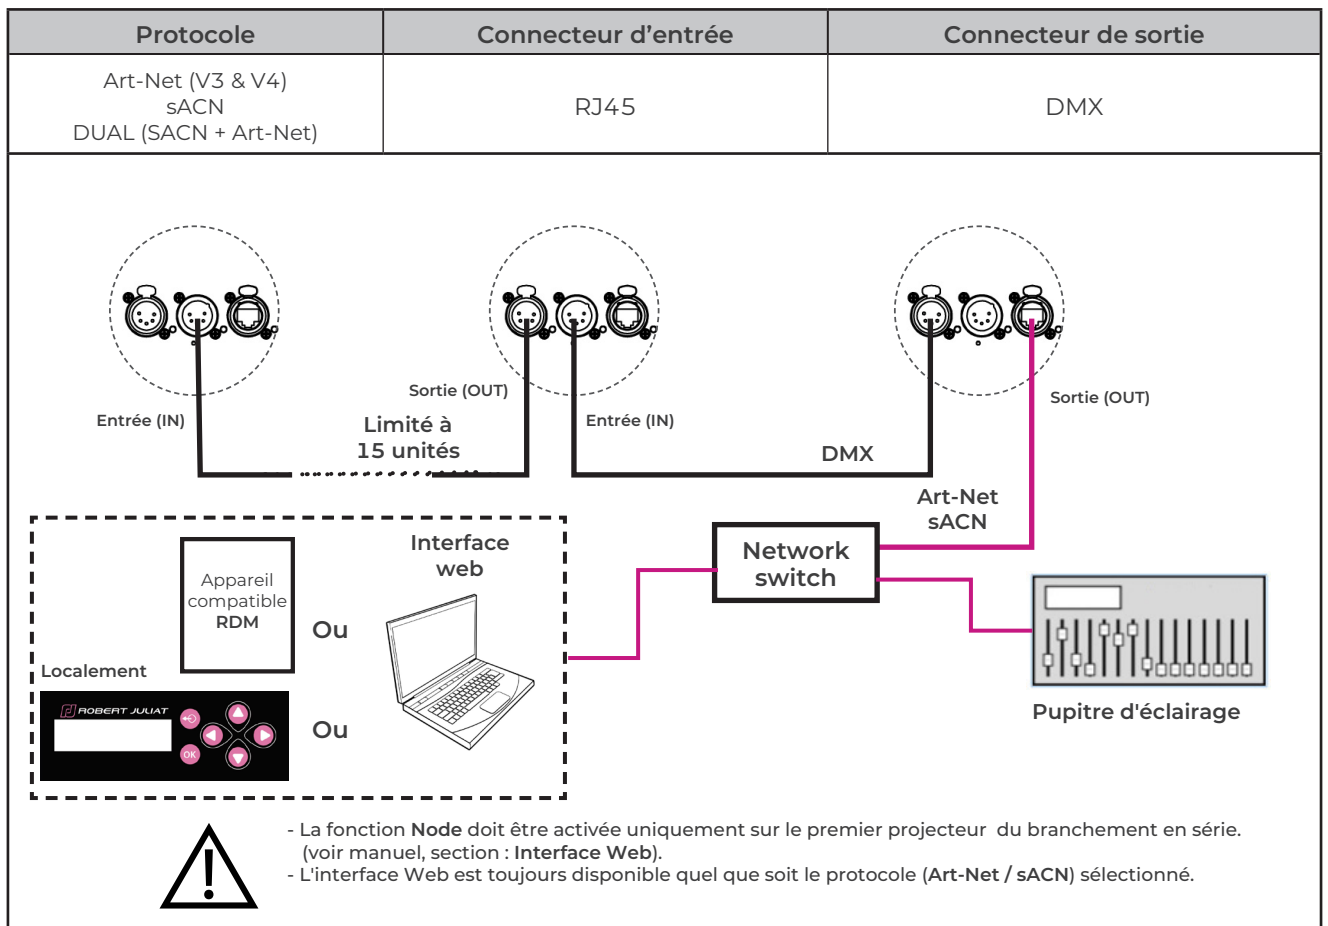 Protocole
Connecteur d'entrée
Connecteur de sortie
Art-Net (V3 & V4)
sACN
DUAL (SACN + Art-Net)
RJ45
DMX
Sortie (OUT)
Entrée (IN)
Limité à
15 unités
Entrée (IN)
Sortie (OUT)
DMX
Art-Net
sACN
Interface
web
Network
switch
Appareil
compatible
RDM
Ou
Localement
ROBERT JULIAT
OK
Ou
Pupitre d'éclairage
- La fonction Node doit être activée uniquement sur le premier projecteur du branchement en série.
(voir manuel, section : Interface Web).
- L'interface Web est toujours disponible quel que soit le protocole (Art-Net / sACN) sélectionné.